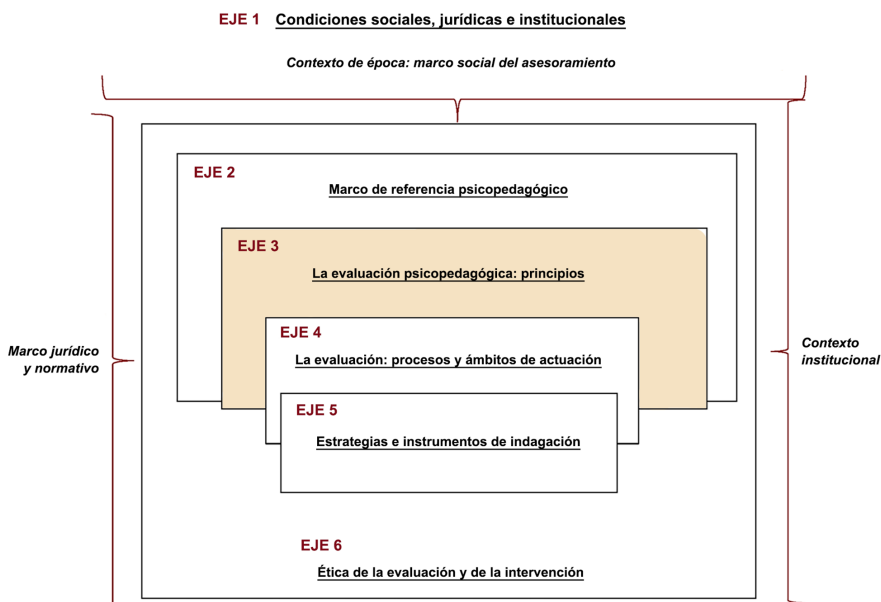 EJE 1 Condiciones sociales, jurídicas e institucionales
Contexto de época: marco social del asesoramiento
EJE 2
Marco de referencia psicopedagógico
EJE 3
La evaluación psicopedagógica: principios
EJE 4
La evaluación: procesos y ámbitos de actuación
EJE 5
Estrategias e instrumentos de indagación
EJE 6
Ética de la evaluación y de la intervención
Marco jurídico
y normativo
Contexto
institucional